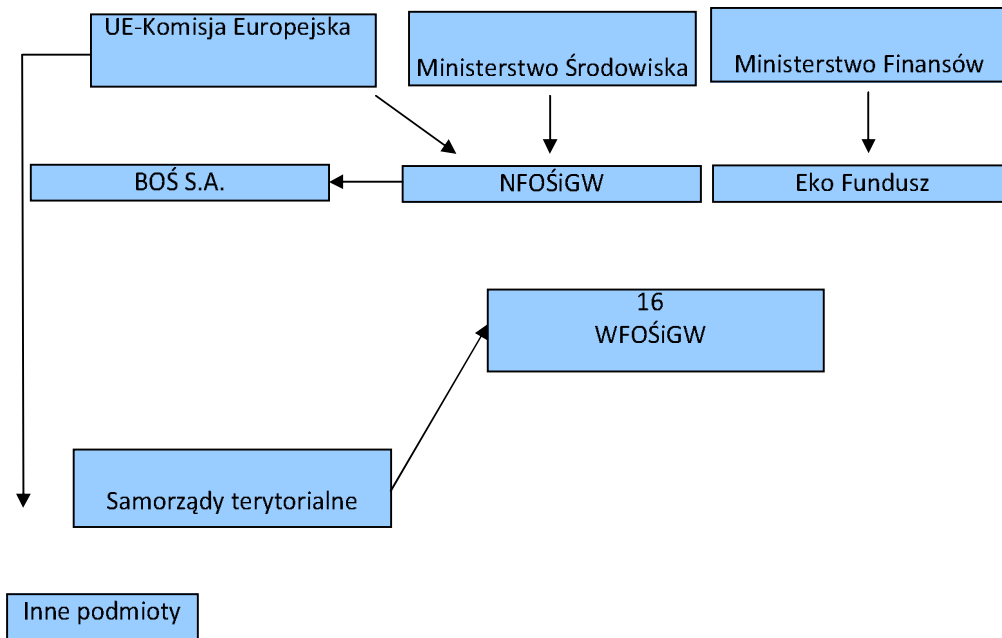 UE-Komisja Europejska
Ministerstwo Środowiska
Ministerstwo Finansów
BOŚ S.A.
NFOŚiGW
Eko Fundusz
16
WFOŚiGW
Samorządy terytorialne
Inne podmioty